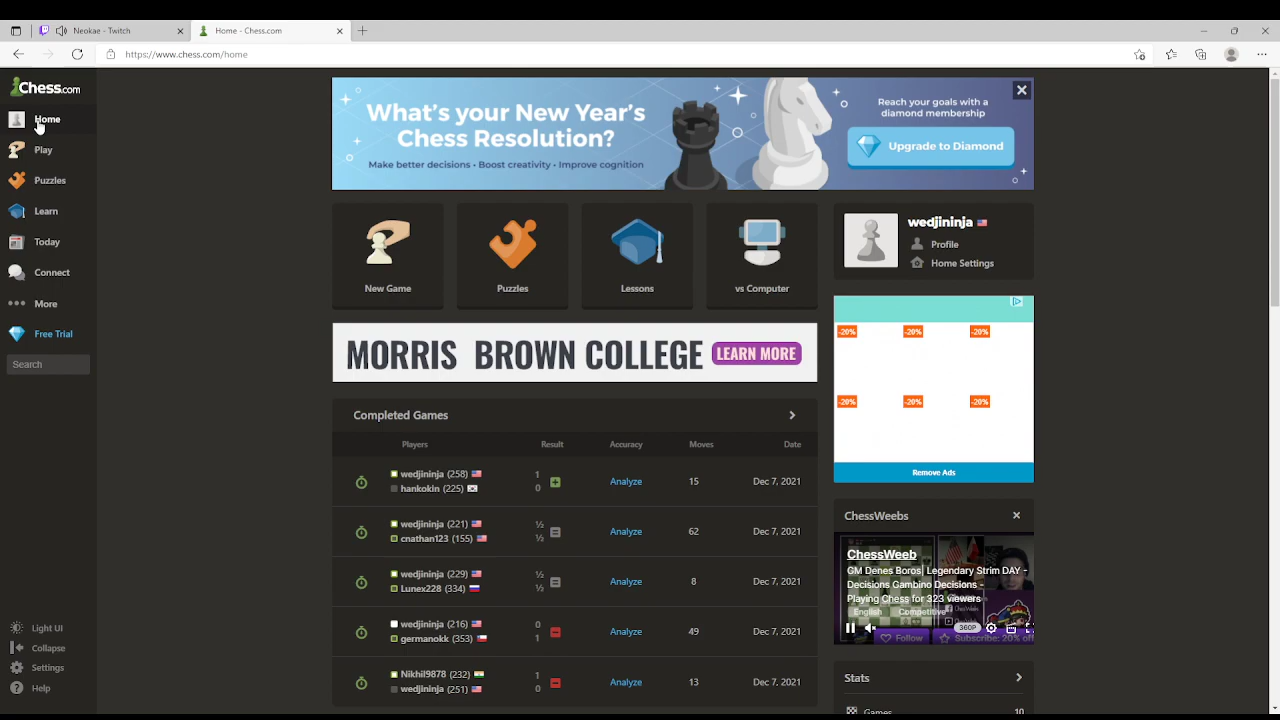 Neokae - Twitch
Home - Chess.com
https://www.chess.com/home
Chess.com
Home
Play
Puzzles
Learn
Today
Connect
More
Free Trial
Search
Light UI
Collapse
Settings
Help
What's your New Year's
Chess Resolution?
Make better decisions • Boost creativity • Improve cognition
Reach your goals with a
diamond membership
Upgrade to Diamond
New Game
Puzzles
Lessons
vs Computer
MORRIS BROWN COLLEGE LEARN MORE
Completed Games
Players Result Accuracy Moves Date
wedjininja (258) 1
hankokin (225) 0
Analyze 15 Dec 7, 2021
wedjininja (221) ½
cnathan123 (155) ½
Analyze 62 Dec 7, 2021
wedjininja (229) ½
Lunex228 (334) ½
Analyze 8 Dec 7, 2021
wedjininja (216) 0
germanokk (353) 1
Analyze 49 Dec 7, 2021
Nikhil9878 (232) 1
wedjininja (251) 0
Analyze 13 Dec 7, 2021
wedjininja
Profile
Home Settings
-20% -20% -20%
-20% -20% -20%
Remove Ads
ChessWeebs
ChessWeeb
GM Denes Boros| Legendary Strim DAY -
Decisions Gambino Decisions -
Playing Chess for 323 viewers
English Competitive
360P
Follow Subscribe: 20% off
Stats
Games 10